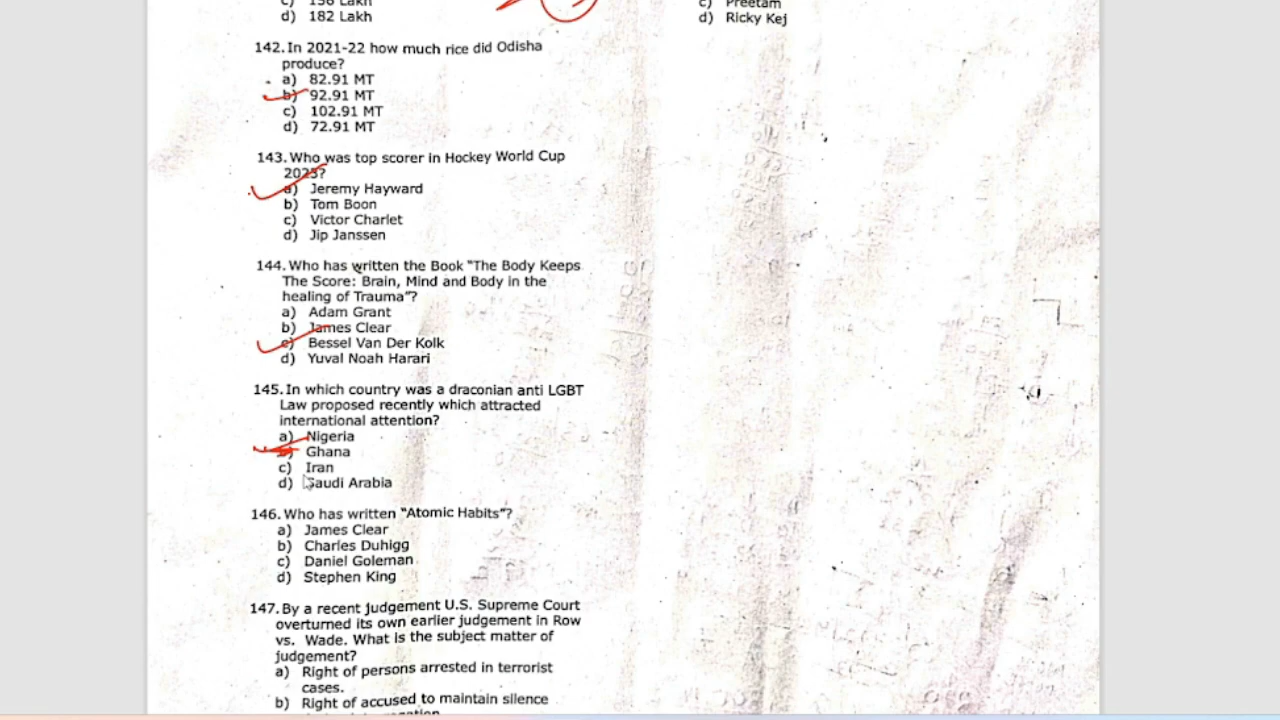 c) 156 Lakh
d) 182 Lakh
142. In 2021-22 how much rice did Odisha
produce?
a) 82.91 MT
b) 92.91 MT
c) 102.91 MT
d) 72.91 MT
143. Who was top scorer in Hockey World Cup
2023?
a) Jeremy Hayward
b) Tom Boon
c) Victor Charlet
d) Jip Janssen
144. Who has written the Book "The Body Keeps
The Score: Brain, Mind and Body in the
healing of Trauma"?
a) Adam Grant
b) James Clear
c) Bessel Van Der Kolk
d) Yuval Noah Harari
145. In which country was a draconian anti LGBT
Law proposed recently which attracted
international attention?
a) Nigeria
b) Ghana
c) Iran
d) Saudi Arabia
146. Who has written "Atomic Habits"?
a) James Clear
b) Charles Duhigg
c) Daniel Goleman
d) Stephen King
147. By a recent judgement U.S. Supreme Court
overturned its own earlier judgement in Row
vs. Wade. What is the subject matter of
judgement?
a) Right of persons arrested in terrorist
cases.
b) Right of accused to maintain silence
c) Preetam
d) Ricky Kej